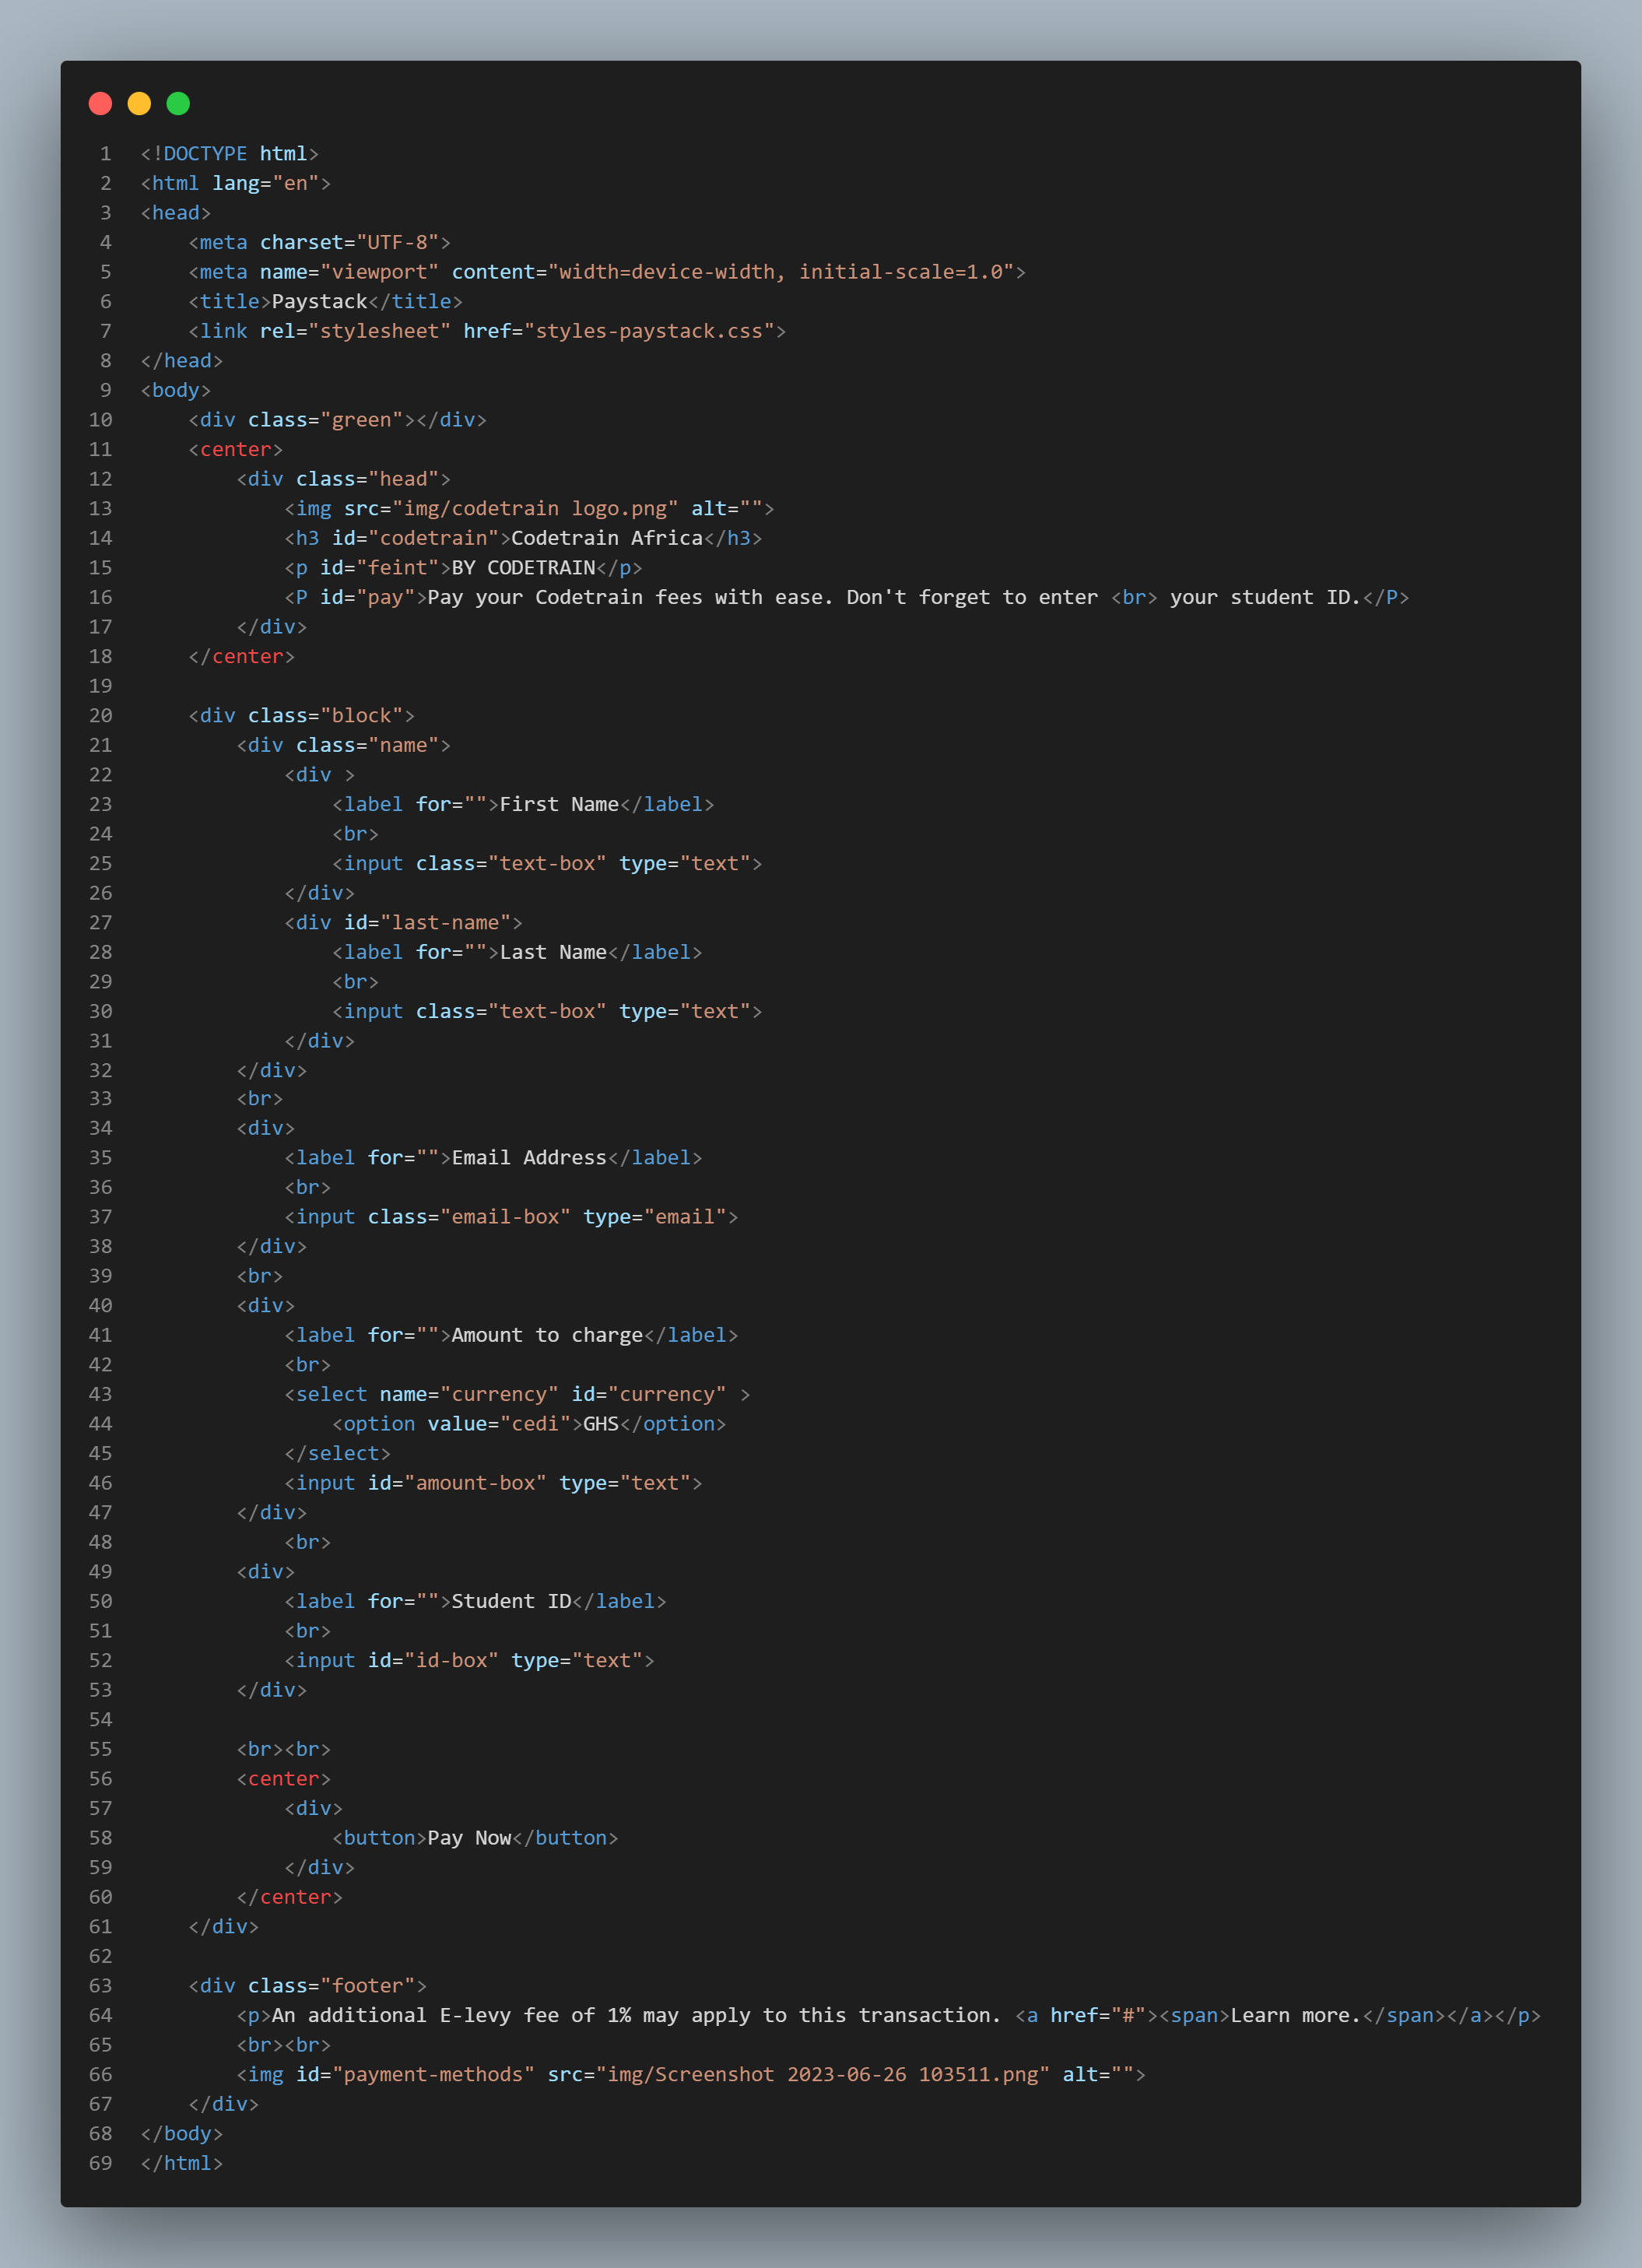 1 <!DOCTYPE html>
2 <html lang="en">
3 <head>
4     <meta charset="UTF-8">
5     <meta name="viewport" content="width=device-width, initial-scale=1.0">
6     <title>Paystack</title>
7     <link rel="stylesheet" href="styles-paystack.css">
8 </head>
9 <body>
10     <div class="green"></div>
11     <center>
12         <div class="head">
13             <img src="img/codetrain logo.png" alt="">
14             <h3 id="codetrain">Codetrain Africa</h3>
15             <p id="feint">BY CODETRAIN</p>
16             <P id="pay">Pay your Codetrain fees with ease. Don't forget to enter <br> your student ID.</P>
17         </div>
18     </center>
19
20     <div class="block">
21         <div class="name">
22             <div >
23                 <label for="">First Name</label>
24                 <br>
25                 <input class="text-box" type="text">
26             </div>
27             <div id="last-name">
28                 <label for="">Last Name</label>
29                 <br>
30                 <input class="text-box" type="text">
31             </div>
32         </div>
33         <br>
34         <div>
35             <label for="">Email Address</label>
36             <br>
37             <input class="email-box" type="email">
38         </div>
39         <br>
40         <div>
41             <label for="">Amount to charge</label>
42             <br>
43             <select name="currency" id="currency" >
44                 <option value="cedi">GHS</option>
45             </select>
46             <input id="amount-box" type="text">
47         </div>
48             <br>
49         <div>
50             <label for="">Student ID</label>
51             <br>
52             <input id="id-box" type="text">
53         </div>
54
55         <br><br>
56         <center>
57             <div>
58                 <button>Pay Now</button>
59             </div>
60         </center>
61     </div>
62
63     <div class="footer">
64         <p>An additional E-levy fee of 1% may apply to this transaction. <a href="#"><span>Learn more.</span></a></p>
65         <br><br>
66         <img id="payment-methods" src="img/Screenshot 2023-06-26 103511.png" alt="">
67     </div>
68 </body>
69 </html>